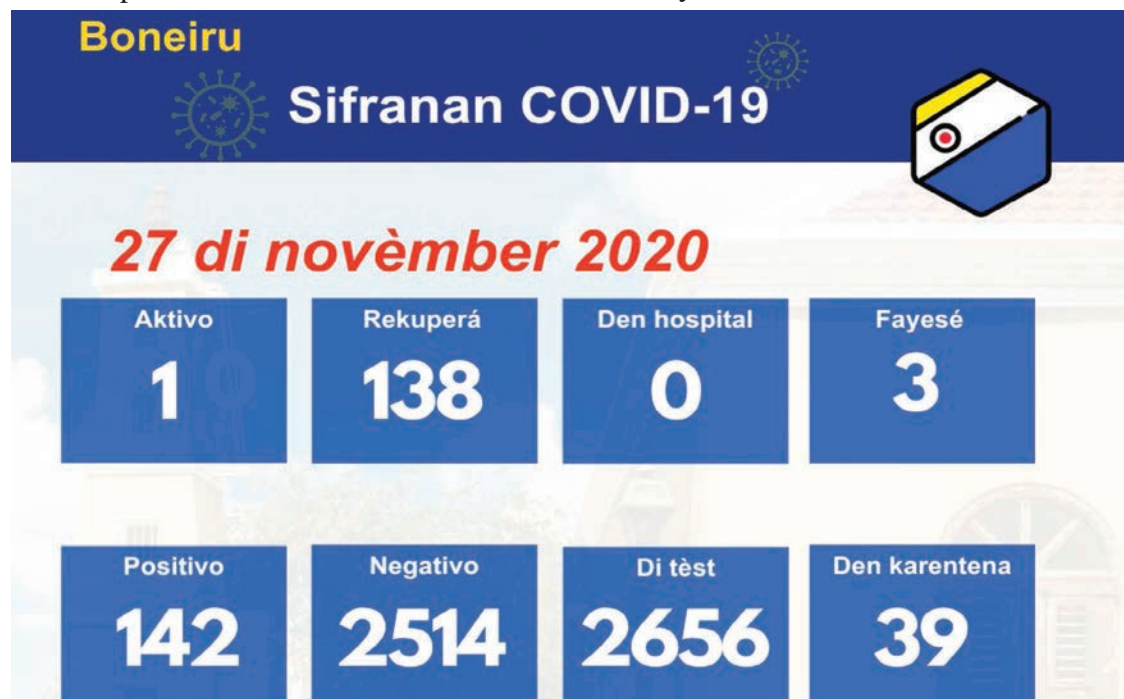 Boneiru
Sifranan COVID-19
27 di novèmber 2020
Aktivo Rekuperá Den hospital Fayesé
1 138 0 3
Positivo Negativo Di tèst Den karentena
142 2514 2656 39